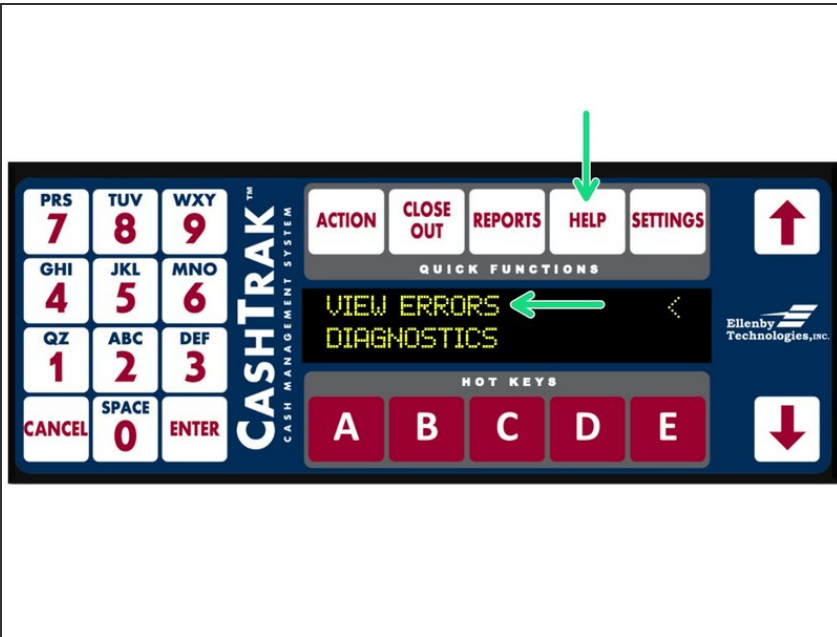 PRS
7
TUV
8
WXY
9
GHI
4
JKL
5
MNO
6
QZ
1
ABC
2
DEF
3
CANCEL
SPACE
0
ENTER
CASHTRAK™
CASH MANAGEMENT SYSTEM
ACTION
CLOSE
OUT
REPORTS
HELP
SETTINGS
QUICK FUNCTIONS
VIEW ERRORS <
DIAGNOSTICS
HOT KEYS
A B C D E
Ellenby
Technologies, INC.